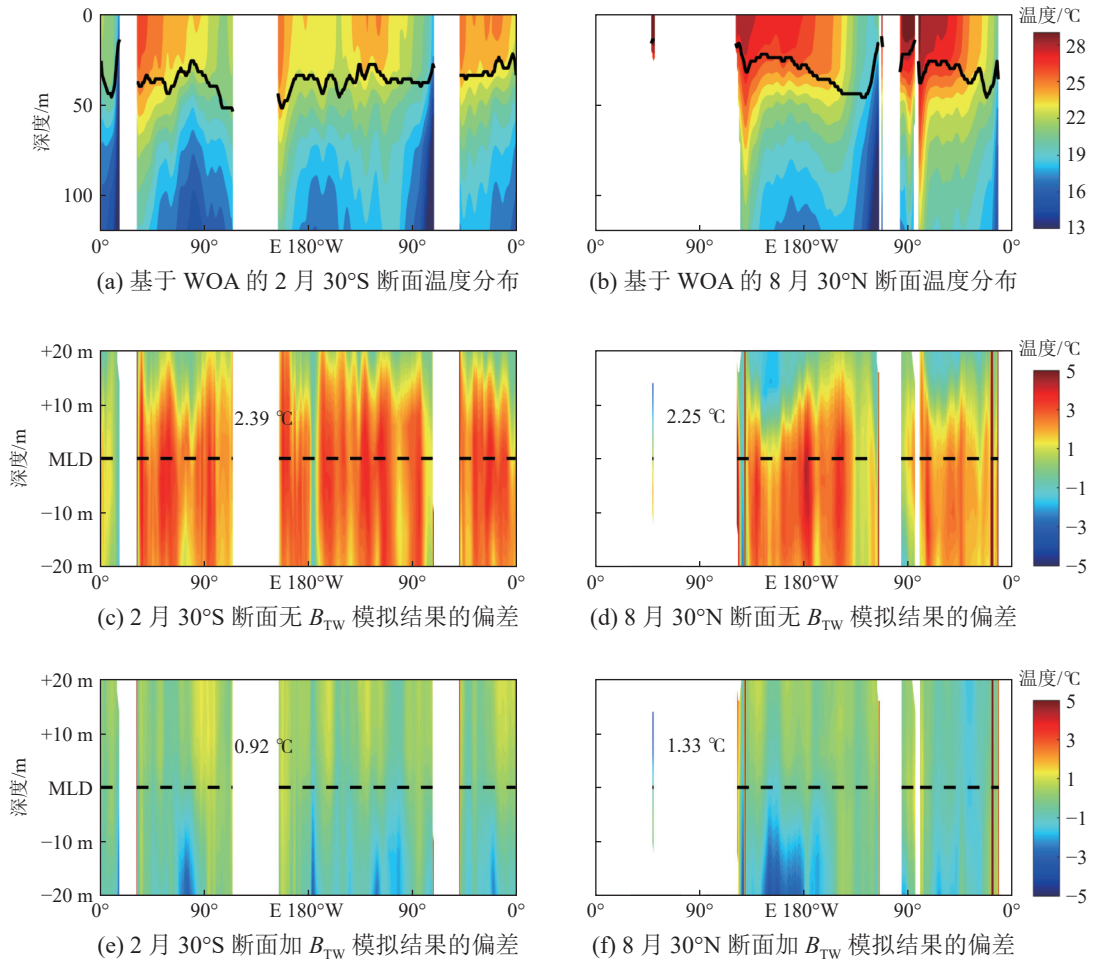 温度/℃
0
50
100
深度/m
28
25
22
19
16
13
0° 90° E 180°W 90° 0°
0° 90° E 180°W 90° 0°
(a) 基于 WOA 的 2 月 30°S 断面温度分布
(b) 基于 WOA 的 8 月 30°N 断面温度分布
温度/℃
+20 m
+10 m
MLD
−10 m
−20 m
深度/m
2.39 ℃
2.25 ℃
5
3
1
−1
−3
−5
0° 90° E 180°W 90° 0°
0° 90° E 180°W 90° 0°
(c) 2 月 30°S 断面无 BTW 模拟结果的偏差
(d) 8 月 30°N 断面无 BTW 模拟结果的偏差
温度/℃
+20 m
+10 m
MLD
−10 m
−20 m
深度/m
0.92 ℃
1.33 ℃
5
3
1
−1
−3
−5
0° 90° E 180°W 90° 0°
0° 90° E 180°W 90° 0°
(e) 2 月 30°S 断面加 BTW 模拟结果的偏差
(f) 8 月 30°N 断面加 BTW 模拟结果的偏差